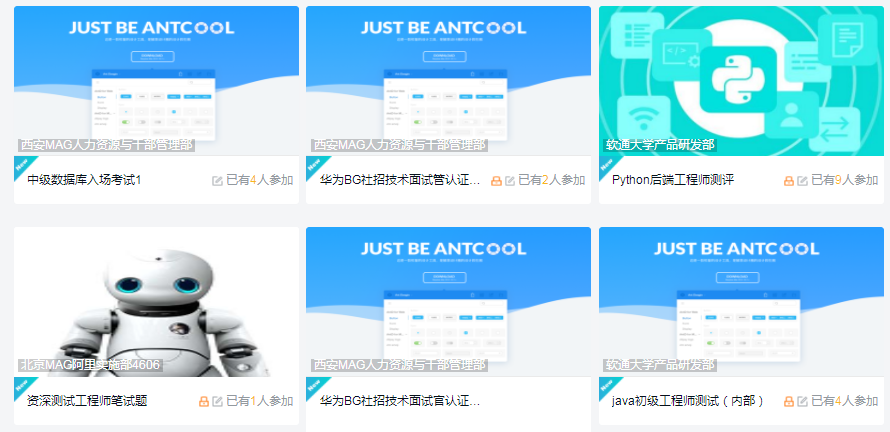 JUST BE ANTCOOL
西安MAG人力资源与干部管理部
New
中级数据库入场考试1
已有4人参加
JUST BE ANTCOOL
西安MAG人力资源与干部管理部
New
华为BG社招技术面试管认证...
已有2人参加
软通大学产品研发部
New
Python后端工程师测评
已有9人参加
北京MAG阿里实施部4606
New
资深测试工程师笔试题
已有1人参加
JUST BE ANTCOOL
西安MAG人力资源与干部管理部
New
华为BG社招技术面试官认证...
JUST BE ANTCOOL
软通大学产品研发部
New
java初级工程师测试（内部）
已有4人参加